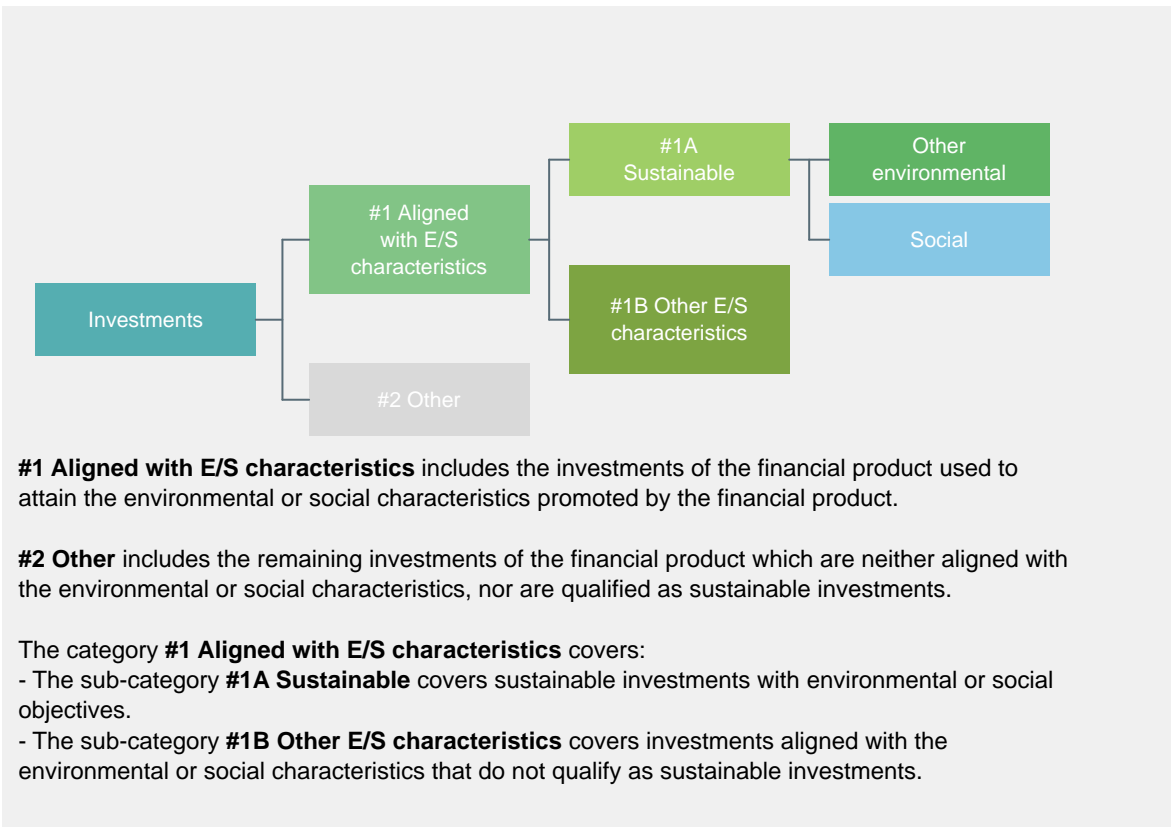 #1A
Sustainable
Other
environmental
#1 Aligned
with E/S
characteristics
Social
Investments
#1B Other E/S
characteristics
#2 Other
#1 Aligned with E/S characteristics includes the investments of the financial product used to
attain the environmental or social characteristics promoted by the financial product.
#2 Other includes the remaining investments of the financial product which are neither aligned with
the environmental or social characteristics, nor are qualified as sustainable investments.
The category #1 Aligned with E/S characteristics covers:
- The sub-category #1A Sustainable covers sustainable investments with environmental or social
objectives.
- The sub-category #1B Other E/S characteristics covers investments aligned with the
environmental or social characteristics that do not qualify as sustainable investments.